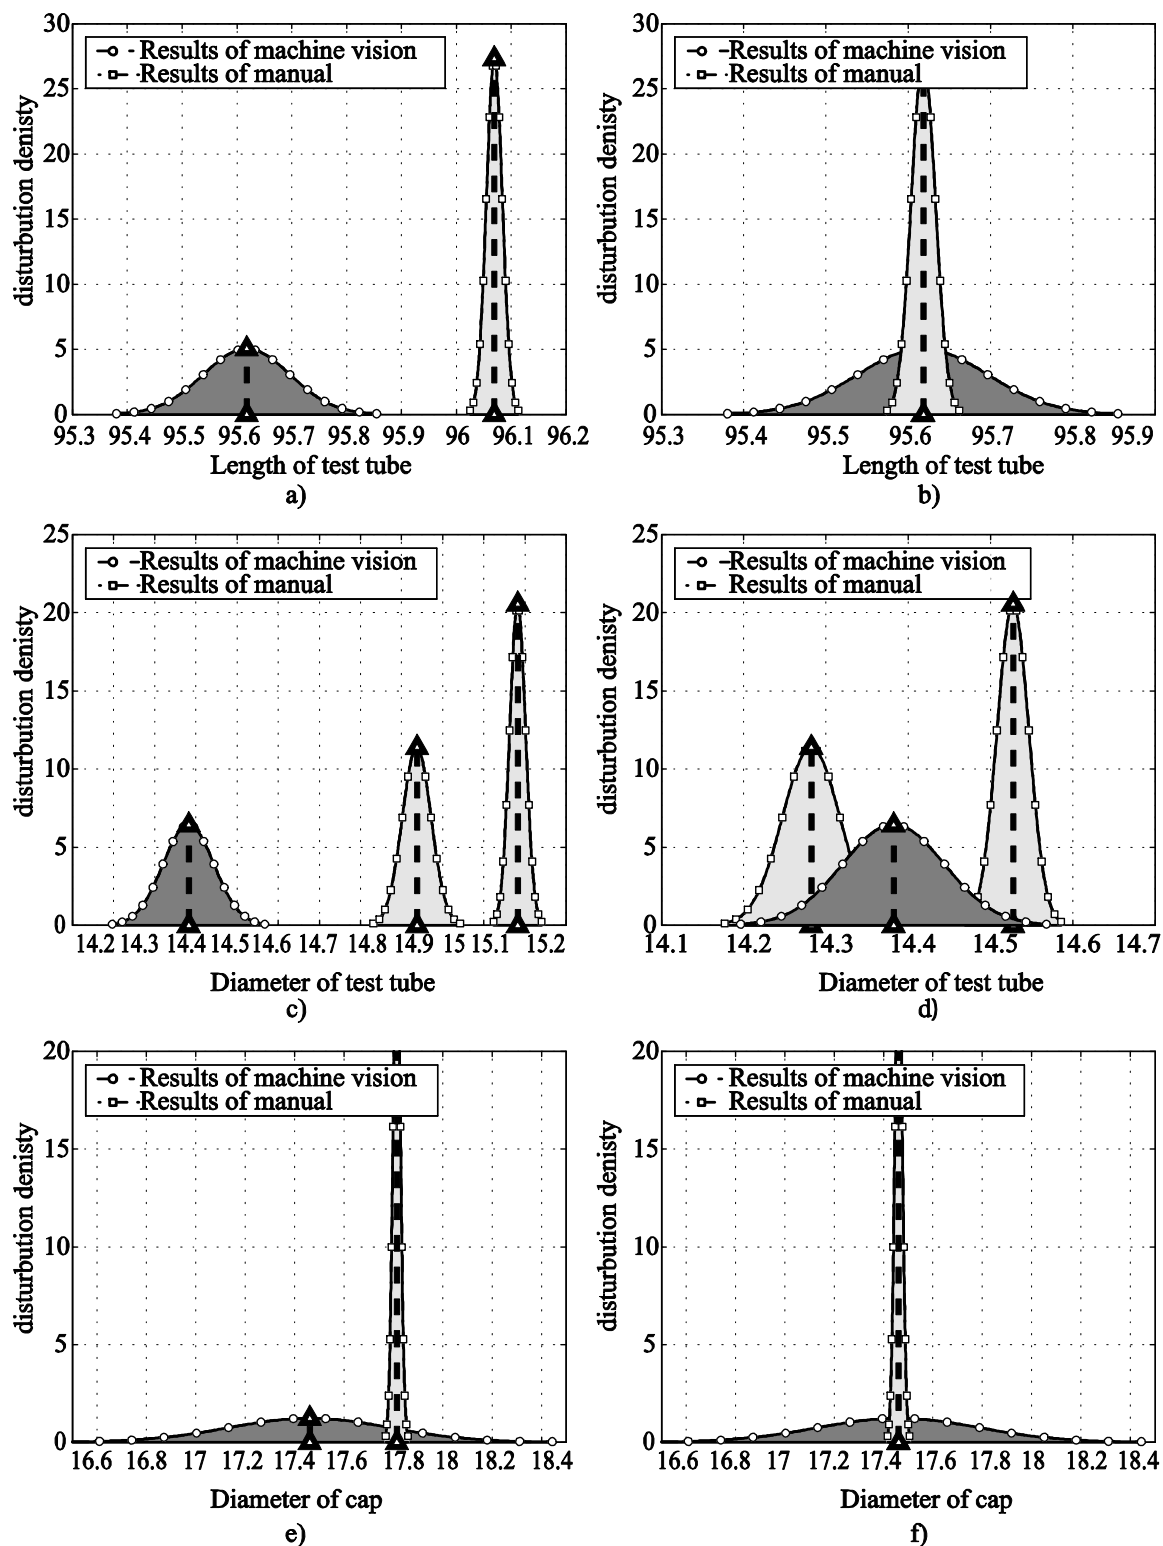 30
25
20
15
10
5
0
disturbution denisty
Results of machine vision
Results of manual
95.3 95.4 95.5 95.6 95.7 95.8 95.9 96 96.1 96.2
Length of test tube
a)
30
25
20
15
10
5
0
disturbution denisty
Results of machine vision
Results of manual
95.3 95.4 95.5 95.6 95.7 95.8 95.9
Length of test tube
b)
25
20
15
10
5
0
disturbution denisty
Results of machine vision
Results of manual
14.2 14.3 14.4 14.5 14.6 14.7 14.8 14.9 15 15.1 15.2
Diameter of test tube
c)
25
20
15
10
5
0
disturbution denisty
Results of machine vision
Results of manual
14.1 14.2 14.3 14.4 14.5 14.6 14.7
Diameter of test tube
d)
20
15
10
5
0
disturbution denisty
Results of machine vision
Results of manual
16.6 16.8 17 17.2 17.4 17.6 17.8 18 18.2 18.4
Diameter of cap
e)
20
15
10
5
0
disturbution denisty
Results of machine vision
Results of manual
16.6 16.8 17 17.2 17.4 17.6 17.8 18 18.2 18.4
Diameter of cap
f)